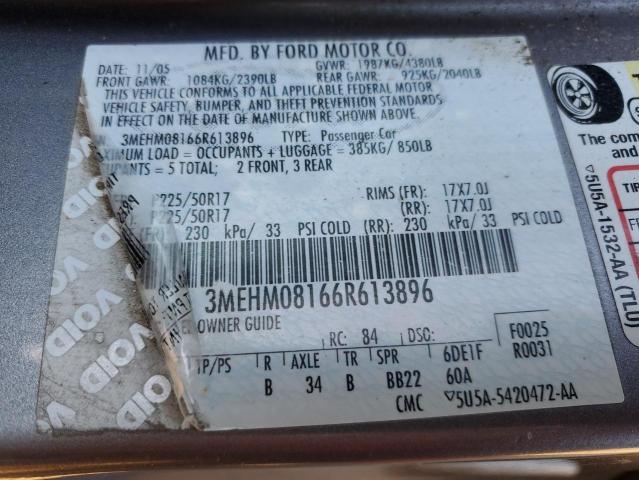 MFD. BY FORD MOTOR CO.
DATE: 11/05 GVWR: 1987KG/4380LB
FRONT GAWR: 1084KG/2390LB REAR GAWR: 925KG/2040LB
THIS VEHICLE CONFORMS TO ALL APPLICABLE FEDERAL MOTOR
VEHICLE SAFETY, BUMPER, AND THEFT PREVENTION STANDARDS
IN EFFECT ON THE DATE OF MANUFACTURE SHOWN ABOVE.
3MEHM08166R613896 TYPE: Passenger Car
XIMUM LOAD = OCCUPANTS + LUGGAGE = 385KG/ 850LB
UPANTS = 5 TOTAL; 2 FRONT, 3 REAR
P225/50R17 RIMS (FR): 17X7.0J
P225/50R17 (RR): 17X7.0J
(FR) 230 kPa/ 33 PSI COLD (RR): 230 kPa/ 33 PSI COLD
3MEHM08166R613896
OWNER GUIDE
RC: 84 DSO: F0025
TP/PS R AXLE TR SPR 6DE1F R0031
B 34 B BB22 60A
CMC ▽5U5A-5420472-AA
VOID VOID VOID VOID
The com
and
▽5U5A-1532-AA (TLU)